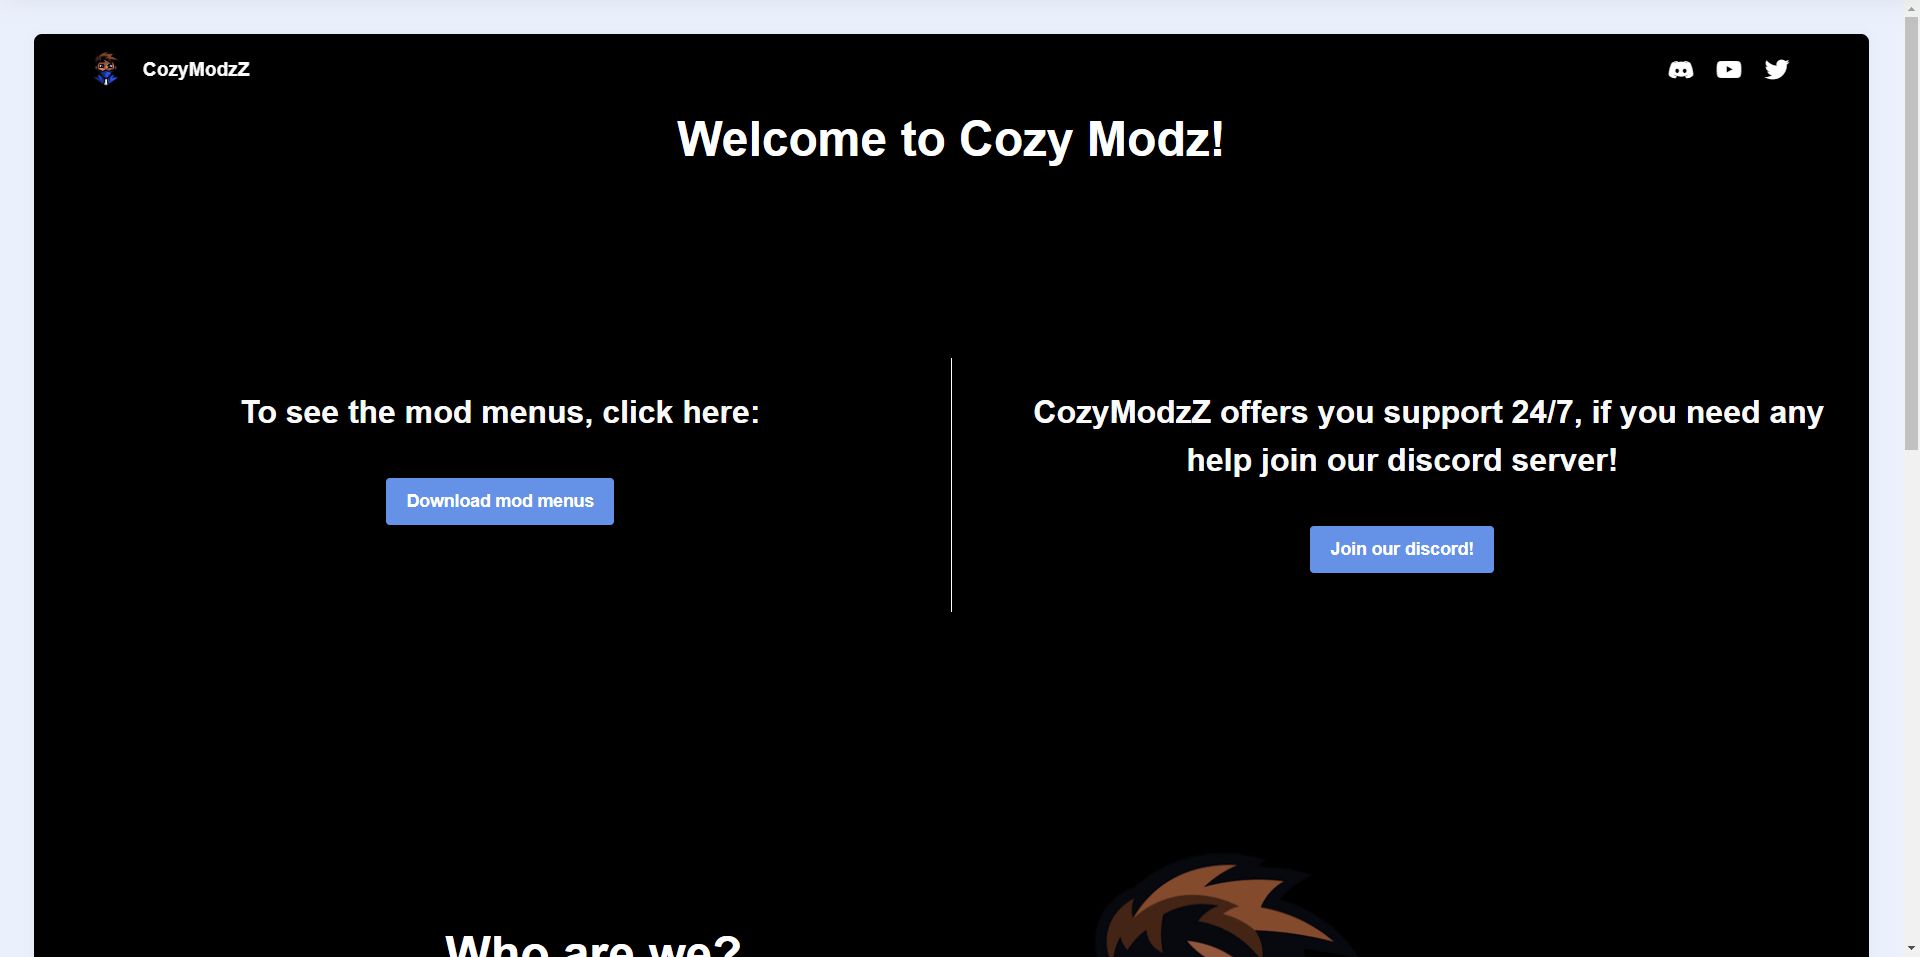 CozyModzZ
Welcome to Cozy Modz!
To see the mod menus, click here:
Download mod menus
CozyModzZ offers you support 24/7, if you need any
help join our discord server!
Join our discord!
Who are we?